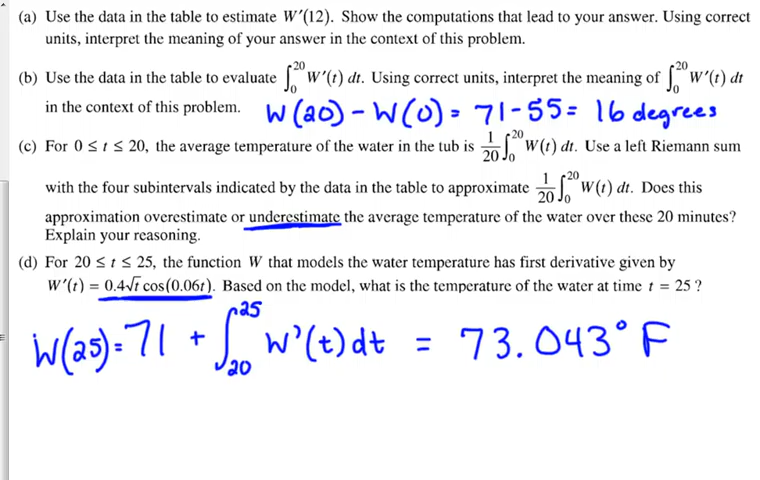 (a) Use the data in the table to estimate W′(12). Show the computations that lead to your answer. Using correct
units, interpret the meaning of your answer in the context of this problem.
(b) Use the data in the table to evaluate ∫₀²⁰ W′(t) dt. Using correct units, interpret the meaning of ∫₀²⁰ W′(t) dt
in the context of this problem. W(20) - W(0) = 71-55 = 16 degrees
(c) For 0 ≤ t ≤ 20, the average temperature of the water in the tub is 1/20 ∫₀²⁰ W(t) dt. Use a left Riemann sum
with the four subintervals indicated by the data in the table to approximate 1/20 ∫₀²⁰ W(t) dt. Does this
approximation overestimate or underestimate the average temperature of the water over these 20 minutes?
Explain your reasoning.
(d) For 20 ≤ t ≤ 25, the function W that models the water temperature has first derivative given by
W′(t) = 0.4√t cos(0.06t). Based on the model, what is the temperature of the water at time t = 25 ?
W(25) = 71 + ∫₂₀²⁵ W'(t) dt = 73.043° F